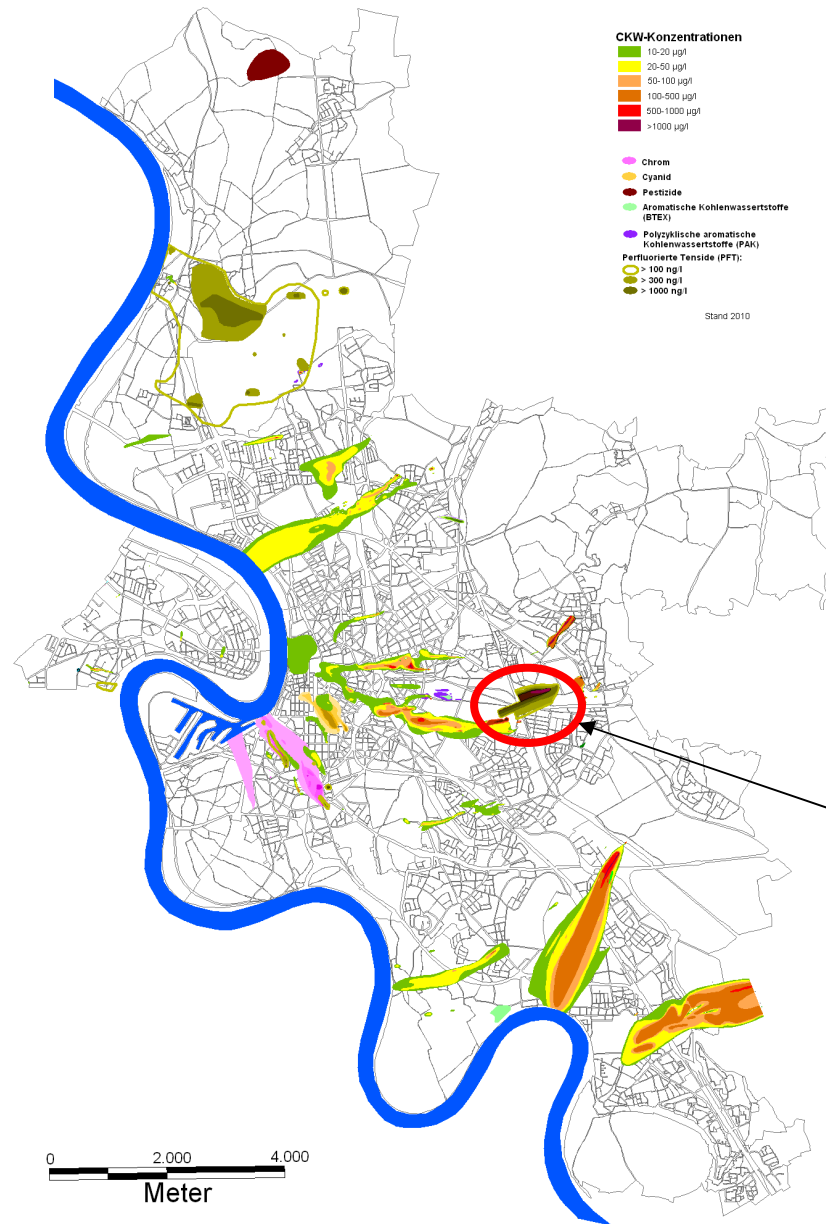 CKW-Konzentrationen
10-20 µg/l
20-50 µg/l
50-100 µg/l
100-500 µg/l
500-1000 µg/l
>1000 µg/l
Chrom
Cyanid
Pestizide
Aromatische Kohlenwasserstoffe
(BTEX)
Polyzyklische aromatische
Kohlenwasserstoffe (PAK)
Perfluorierte Tenside (PFT):
> 100 ng/l
> 300 ng/l
> 1000 ng/l
Stand 2010
0 2.000 4.000
Meter